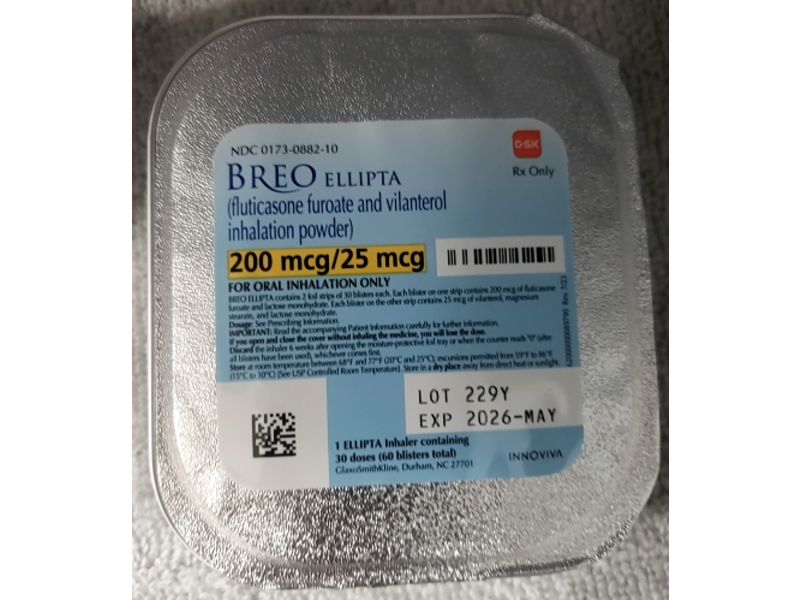 NDC 0173-0882-10
GSK
Rx Only
BREO ELLIPTA
(fluticasone furoate and vilanterol
inhalation powder)
200 mcg/25 mcg
FOR ORAL INHALATION ONLY
BREO ELLIPTA contains 2 foil strips of 30 blisters each. Each blister on one strip contains 200 mcg of fluticasone
furoate and lactose monohydrate. Each blister on the other strip contains 25 mcg of vilanterol, magnesium
stearate, and lactose monohydrate.
Dosage: See Prescribing Information.
IMPORTANT: Read the accompanying Patient Information carefully for further information.
If you open and close the cover without inhaling the medicine, you will lose the dose.
Discard the inhaler 6 weeks after opening the moisture-protective foil tray or when the counter reads "0" (after
all blisters have been used), whichever comes first.
Store at room temperature between 68°F and 77°F (20°C and 25°C); excursions permitted from 59°F to 86°F
(15°C to 30°C) [See USP Controlled Room Temperature]. Store in a dry place away from direct heat or sunlight.
Rev. 7/23
LOT 229Y
EXP 2026-MAY
1 ELLIPTA Inhaler containing
30 doses (60 blisters total)
GlaxoSmithKline, Durham, NC 27701
INNOVIVA